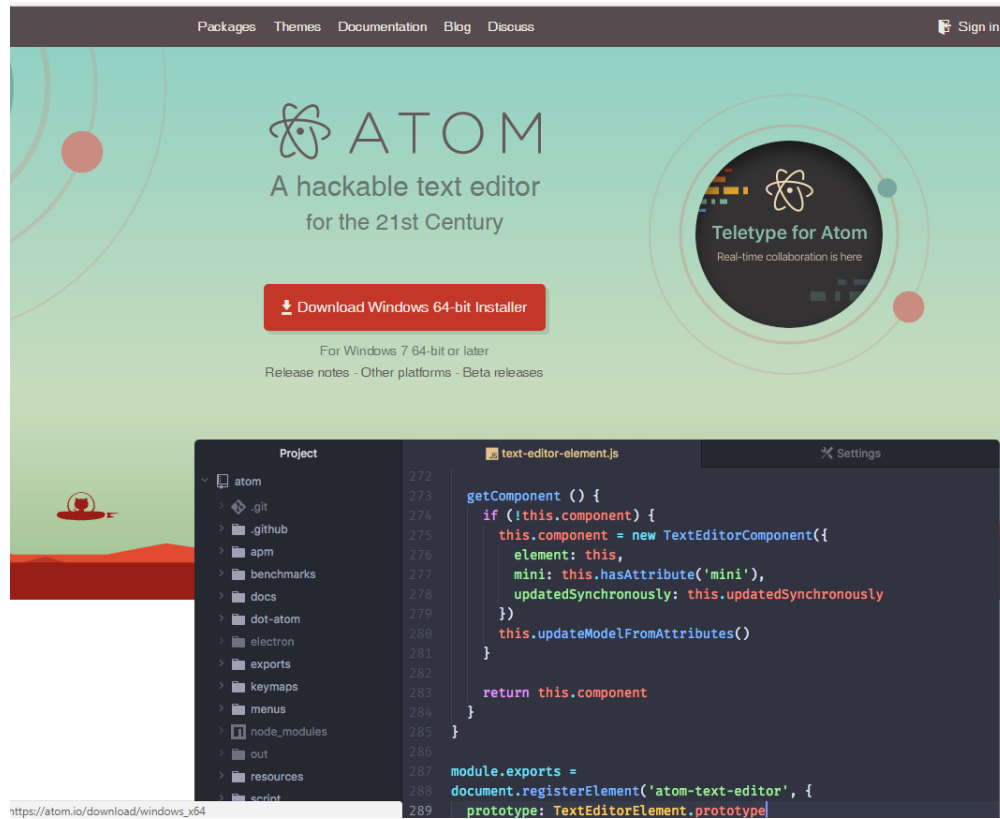 Packages Themes Documentation Blog Discuss Sign in
ATOM
A hackable text editor
for the 21st Century
Download Windows 64-bit Installer
For Windows 7 64-bit or later
Release notes - Other platforms - Beta releases
Teletype for Atom
Real-time collaboration is here
Project
atom
.git
.github
apm
benchmarks
docs
dot-atom
electron
exports
keymaps
menus
node_modules
out
resources
script
JS text-editor-element.js
Settings
272
273 getComponent () {
274 if (!this.component) {
275 this.component = new TextEditorComponent({
276 element: this,
277 mini: this.hasAttribute('mini'),
278 updatedSynchronously: this.updatedSynchronously
279 })
280 this.updateModelFromAttributes()
281 }
282
283 return this.component
284 }
285 }
286
287 module.exports =
288 document.registerElement('atom-text-editor', {
289 prototype: TextEditorElement.prototype
https://atom.io/download/windows_x64